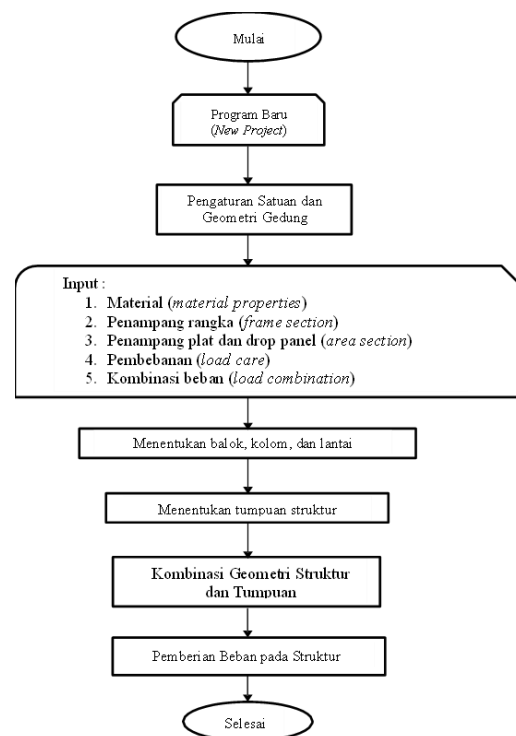 Mulai
Program Baru
(New Project)
Pengaturan Satuan dan
Geometri Gedung
Input :
1. Material (material properties)
2. Penampang rangka (frame section)
3. Penampang plat dan drop panel (area section)
4. Pembebanan (load care)
5. Kombinasi beban (load combination)
Menentukan balok, kolom, dan lantai
Menentukan tumpuan struktur
Kombinasi Geometri Struktur
dan Tumpuan
Pemberian Beban pada Struktur
Selesai